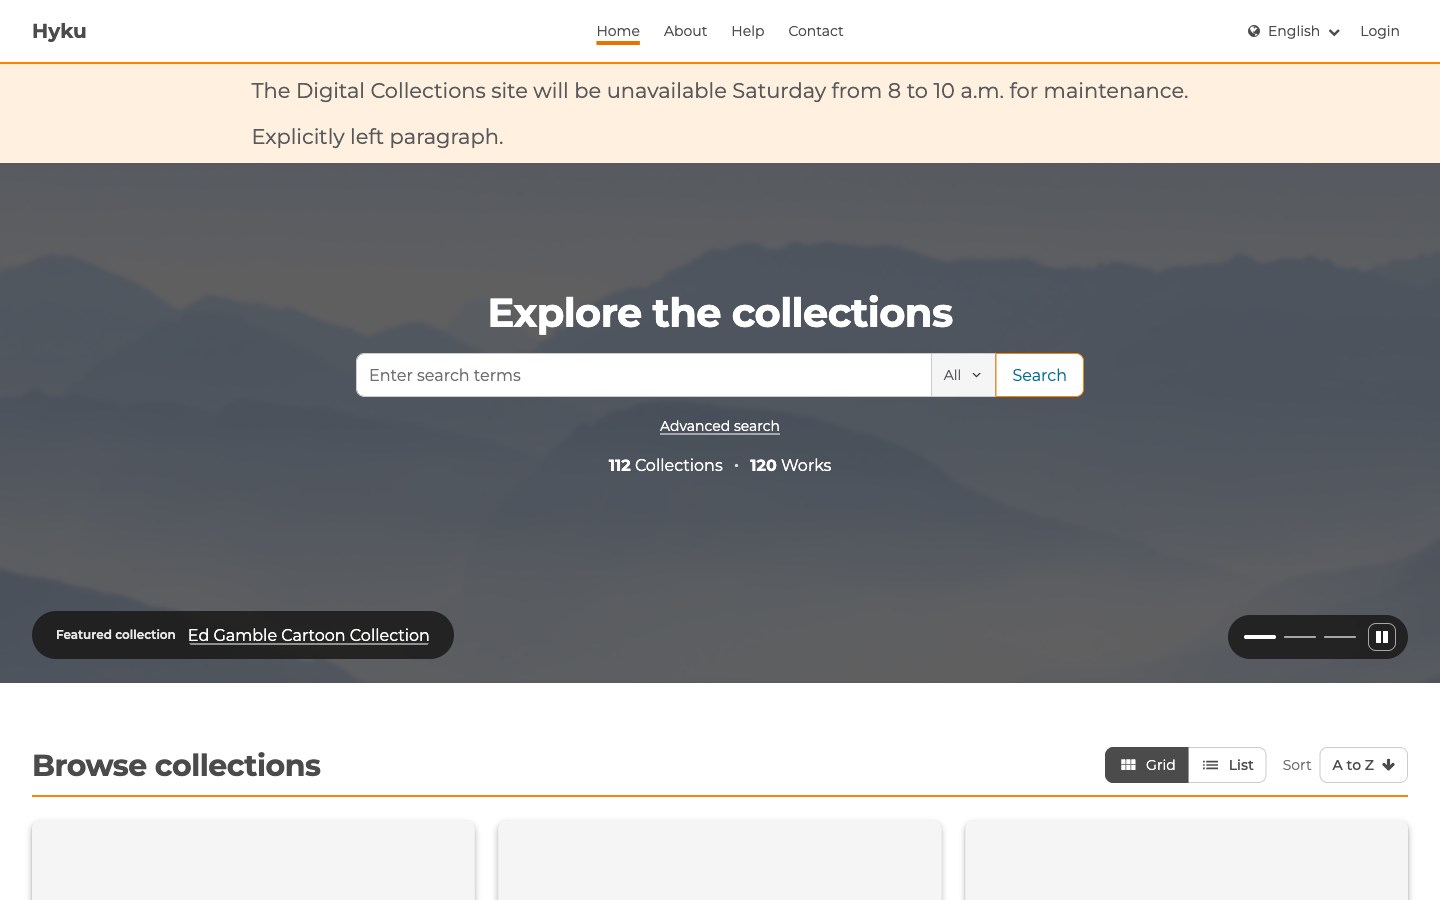 Hyku
Home About Help Contact
English Login
The Digital Collections site will be unavailable Saturday from 8 to 10 a.m. for maintenance.
Explicitly left paragraph.
Explore the collections
Enter search terms All Search
Advanced search
112 Collections • 120 Works
Featured collection Ed Gamble Cartoon Collection
Browse collections
Grid List Sort A to Z